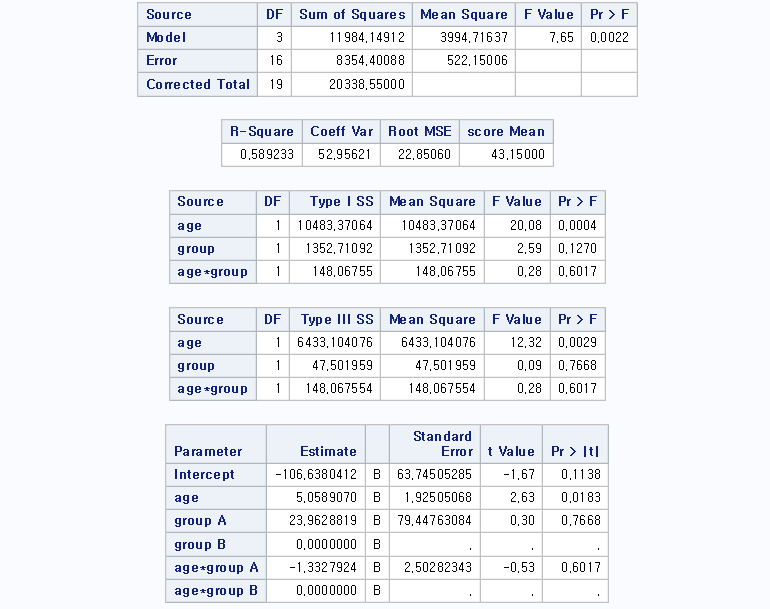 Source DF Sum of Squares Mean Square F Value Pr > F
Model 3 11984,14912 3994,71637 7,65 0,0022
Error 16 8354,40088 522,15006
Corrected Total 19 20338,55000
R-Square Coeff Var Root MSE score Mean
0,589233 52,95621 22,85060 43,15000
Source DF Type I SS Mean Square F Value Pr > F
age 1 10483,37064 10483,37064 20,08 0,0004
group 1 1352,71092 1352,71092 2,59 0,1270
age*group 1 148,06755 148,06755 0,28 0,6017
Source DF Type III SS Mean Square F Value Pr > F
age 1 6433,104076 6433,104076 12,32 0,0029
group 1 47,501959 47,501959 0,09 0,7668
age*group 1 148,067554 148,067554 0,28 0,6017
Parameter Estimate Standard Error t Value Pr > |t|
Intercept -106,6380412 B 63,74505285 -1,67 0,1138
age 5,0589070 B 1,92505068 2,63 0,0183
group A 23,9628819 B 79,44763084 0,30 0,7668
group B 0,0000000 B , , ,
age*group A -1,3327924 B 2,50282343 -0,53 0,6017
age*group B 0,0000000 B , , ,